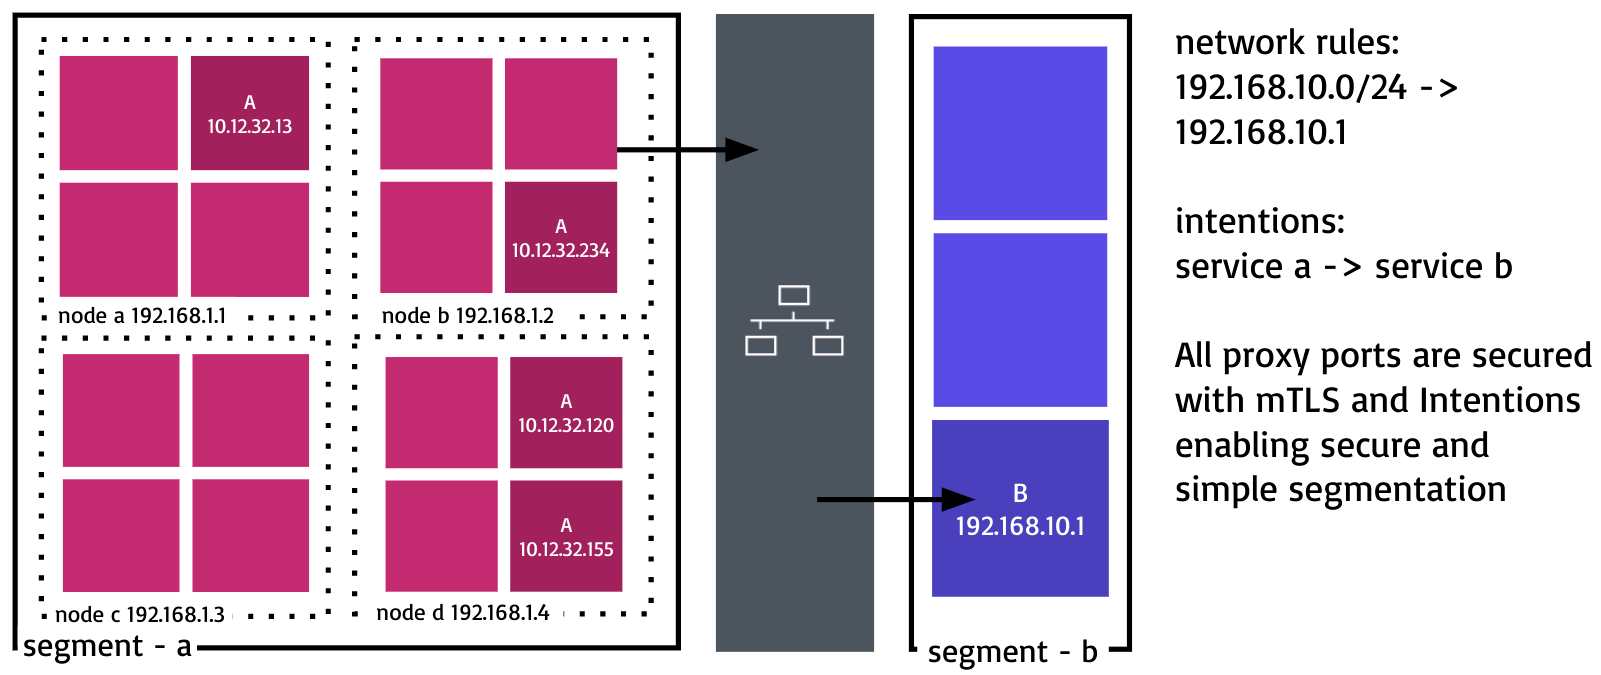 A
10.12.32.13
A
10.12.32.234
node a 192.168.1.1
node b 192.168.1.2
A
10.12.32.120
A
10.12.32.155
node c 192.168.1.3
node d 192.168.1.4
segment - a
B
192.168.10.1
segment - b
network rules:
192.168.10.0/24 ->
192.168.10.1
intentions:
service a -> service b
All proxy ports are secured
with mTLS and Intentions
enabling secure and
simple segmentation